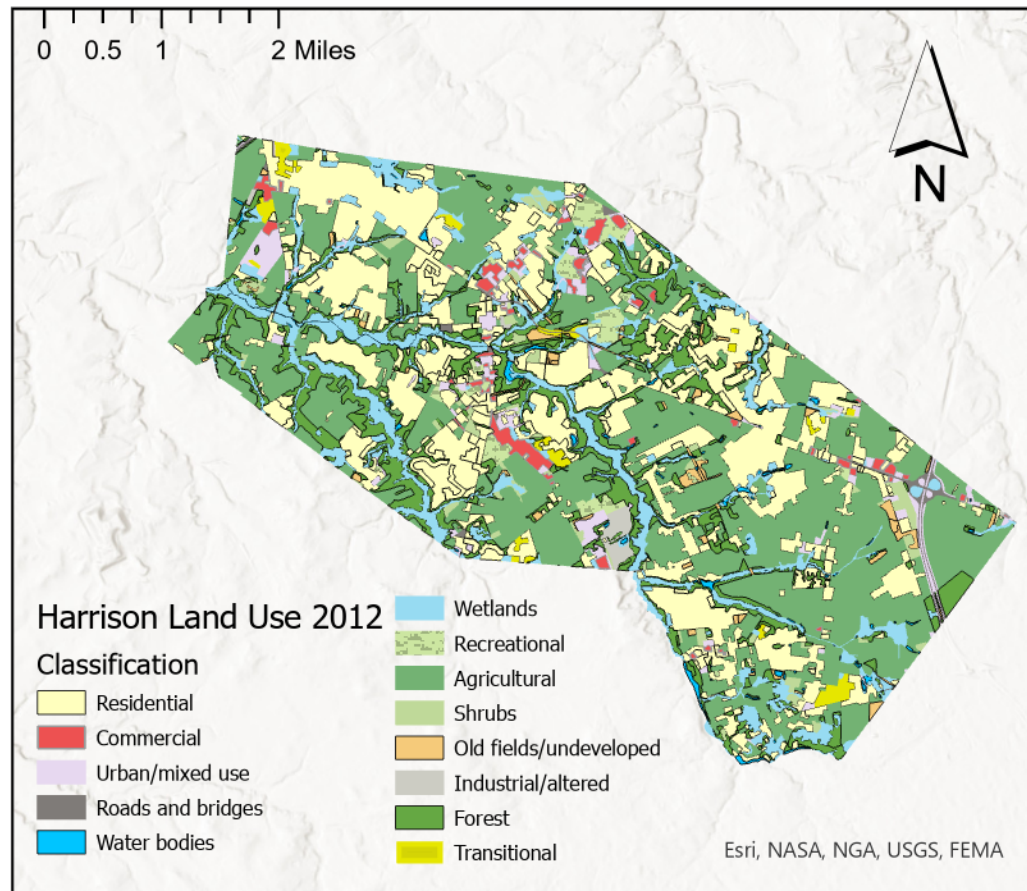 0 0.5 1 2 Miles
N
Harrison Land Use 2012
Classification
Residential
Commercial
Urban/mixed use
Roads and bridges
Water bodies
Wetlands
Recreational
Agricultural
Shrubs
Old fields/undeveloped
Industrial/altered
Forest
Transitional
Esri, NASA, NGA, USGS, FEMA